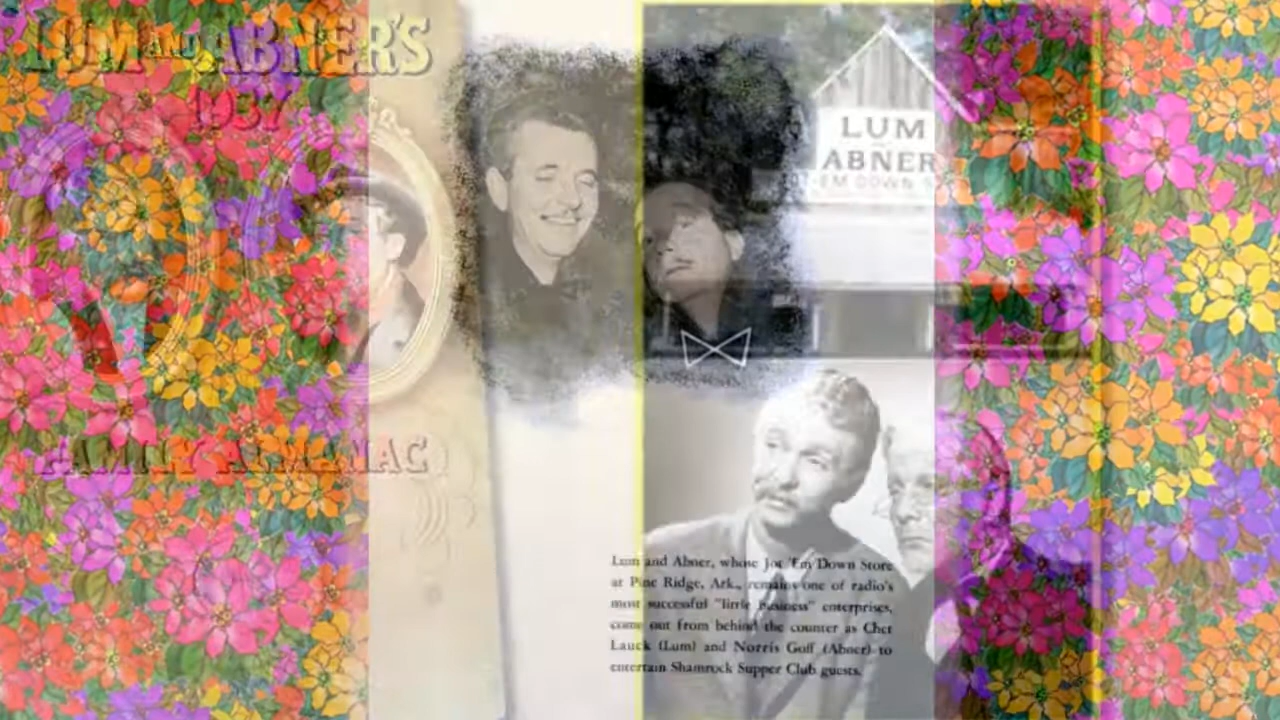 LUM AND ABNER'S
1937
FAMILY ALMANAC
LUM
ABNER
'EM DOWN S
Lum and Abner, whose Jot 'Em Down Store
at Pine Ridge, Ark., remains one of radio's
most successful "little business" enterprises,
come out from behind the counter as Chet
Lauck (Lum) and Norris Goff (Abner) to
entertain Shamrock Supper Club guests.